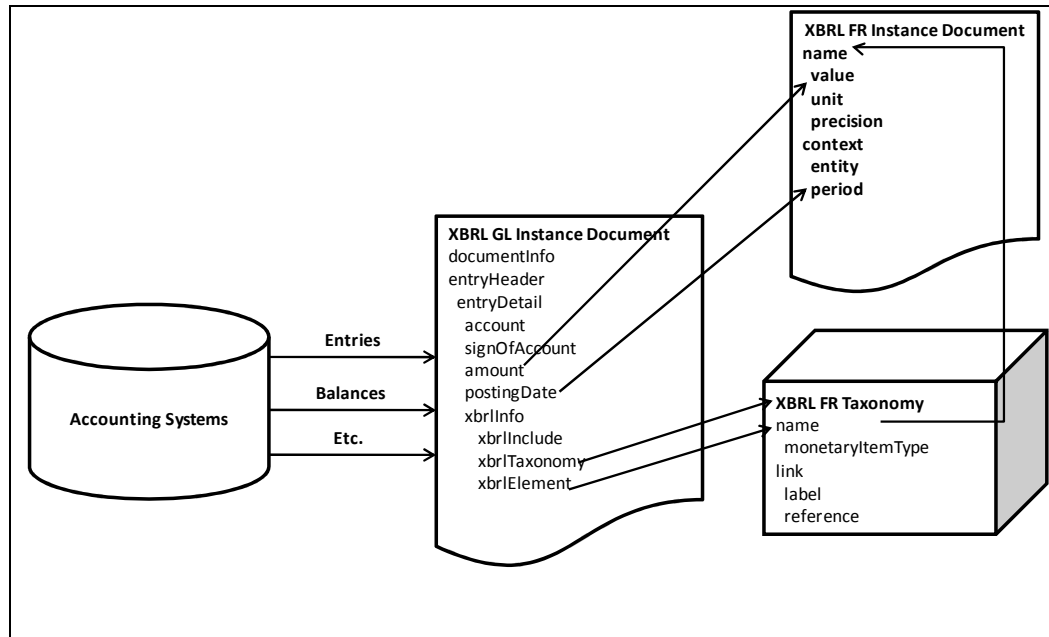 Accounting Systems
Entries
Balances
Etc.
XBRL GL Instance Document
documentInfo
entryHeader
entryDetail
account
signOfAccount
amount
postingDate
xbrlInfo
xbrlInclude
xbrlTaxonomy
xbrlElement
XBRL FR Instance Document
name
value
unit
precision
context
entity
period
XBRL FR Taxonomy
name
monetaryItemType
link
label
reference